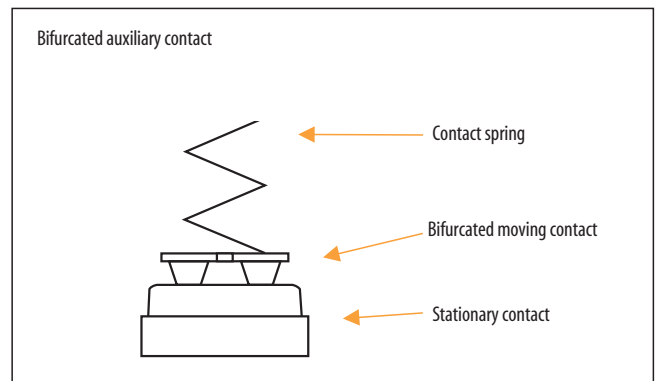 Bifurcated auxiliary contact
Contact spring
Bifurcated moving contact
Stationary contact